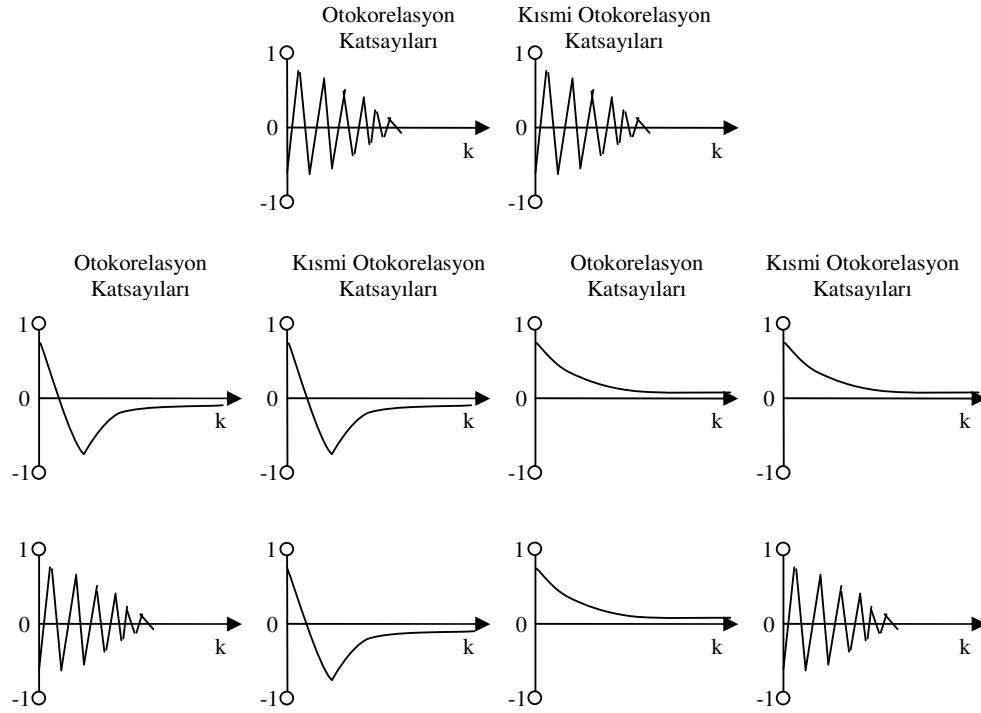 Otokorelasyon
Katsayıları
Kısmi Otokorelasyon
Katsayıları
1
0
-1
k
1
0
-1
k
Otokorelasyon
Katsayıları
Kısmi Otokorelasyon
Katsayıları
Otokorelasyon
Katsayıları
Kısmi Otokorelasyon
Katsayıları
1
0
-1
k
1
0
-1
k
1
0
-1
k
1
0
-1
k
1
0
-1
k
1
0
-1
k
1
0
-1
k
1
0
-1
k